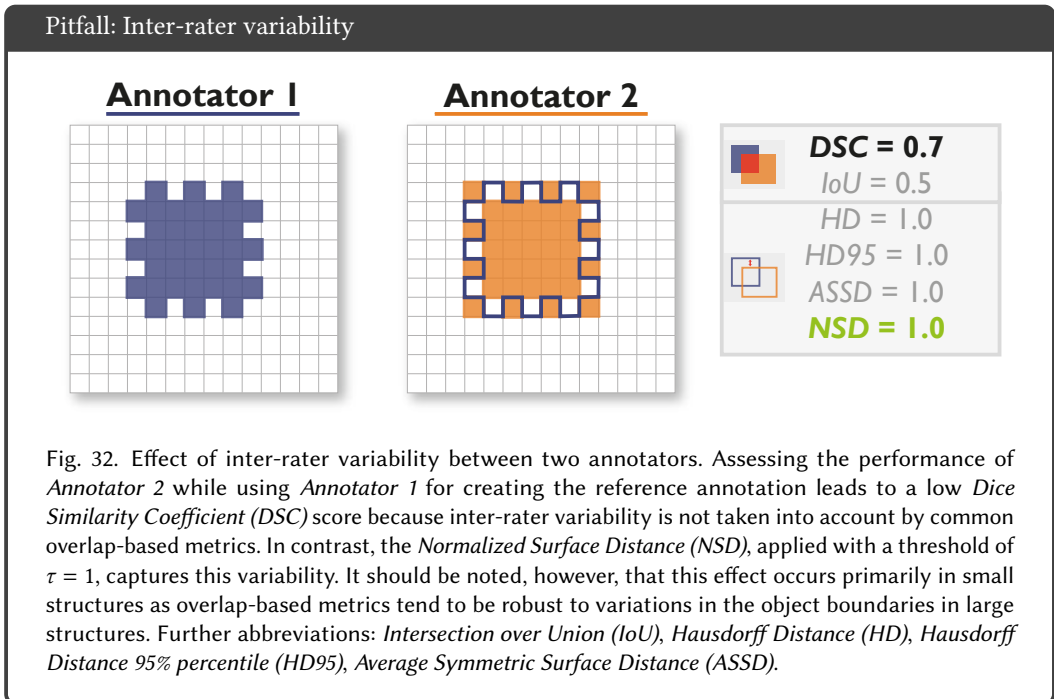 Pitfall: Inter-rater variability
Annotator 1
Annotator 2
DSC = 0.7
IoU = 0.5
HD = 1.0
HD95 = 1.0
ASSD = 1.0
NSD = 1.0
Fig. 32. Effect of inter-rater variability between two annotators. Assessing the performance of
Annotator 2 while using Annotator 1 for creating the reference annotation leads to a low Dice
Similarity Coefficient (DSC) score because inter-rater variability is not taken into account by common
overlap-based metrics. In contrast, the Normalized Surface Distance (NSD), applied with a threshold of
τ = 1, captures this variability. It should be noted, however, that this effect occurs primarily in small
structures as overlap-based metrics tend to be robust to variations in the object boundaries in large
structures. Further abbreviations: Intersection over Union (IoU), Hausdorff Distance (HD), Hausdorff
Distance 95% percentile (HD95), Average Symmetric Surface Distance (ASSD).